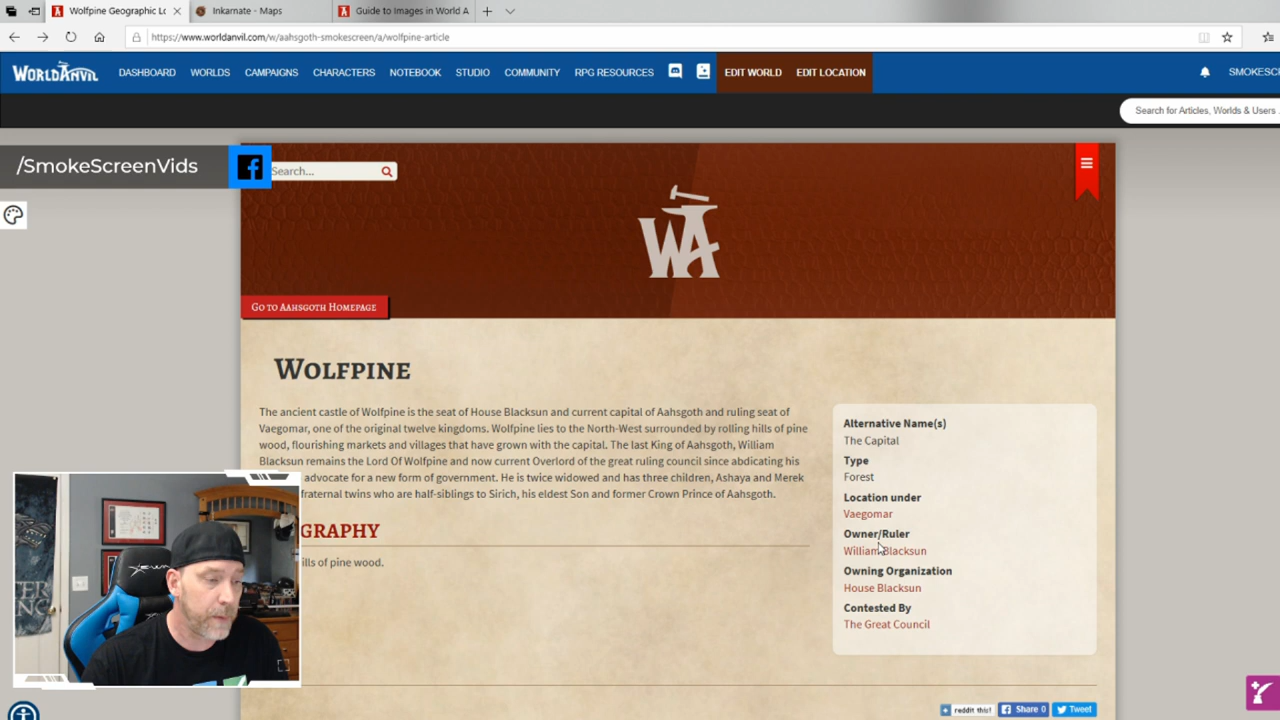 Wolfpine Geographic Lo
Inkarnate - Maps
Guide to Images in World A
https://www.worldanvil.com/w/aahsgoth-smokescreen/a/wolfpine-article
WORLDANVIL
DASHBOARD
WORLDS
CAMPAIGNS
CHARACTERS
NOTEBOOK
STUDIO
COMMUNITY
RPG RESOURCES
EDIT WORLD
EDIT LOCATION
SMOKESCR
Search for Articles, Worlds & Users
/SmokeScreenVids
Search...
WA
GO TO AAHSGOTH HOMEPAGE
WOLFPINE
The ancient castle of Wolfpine is the seat of House Blacksun and current capital of Aahsgoth and ruling seat of
Vaegomar, one of the original twelve kingdoms. Wolfpine lies to the North-West surrounded by rolling hills of pine
wood, flourishing markets and villages that have grown with the capital. The last King of Aahsgoth, William
Blacksun remains the Lord Of Wolfpine and now current Overlord of the great ruling council since abdicating his
advocate for a new form of government. He is twice widowed and has three children, Ashaya and Merek
fraternal twins who are half-siblings to Sirich, his eldest Son and former Crown Prince of Aahsgoth.
GRAPHY
ills of pine wood.
Alternative Name(s)
The Capital
Type
Forest
Location under
Vaegomar
Owner/Ruler
William Blacksun
Owning Organization
House Blacksun
Contested By
The Great Council
reddit this!
Share 0
Tweet